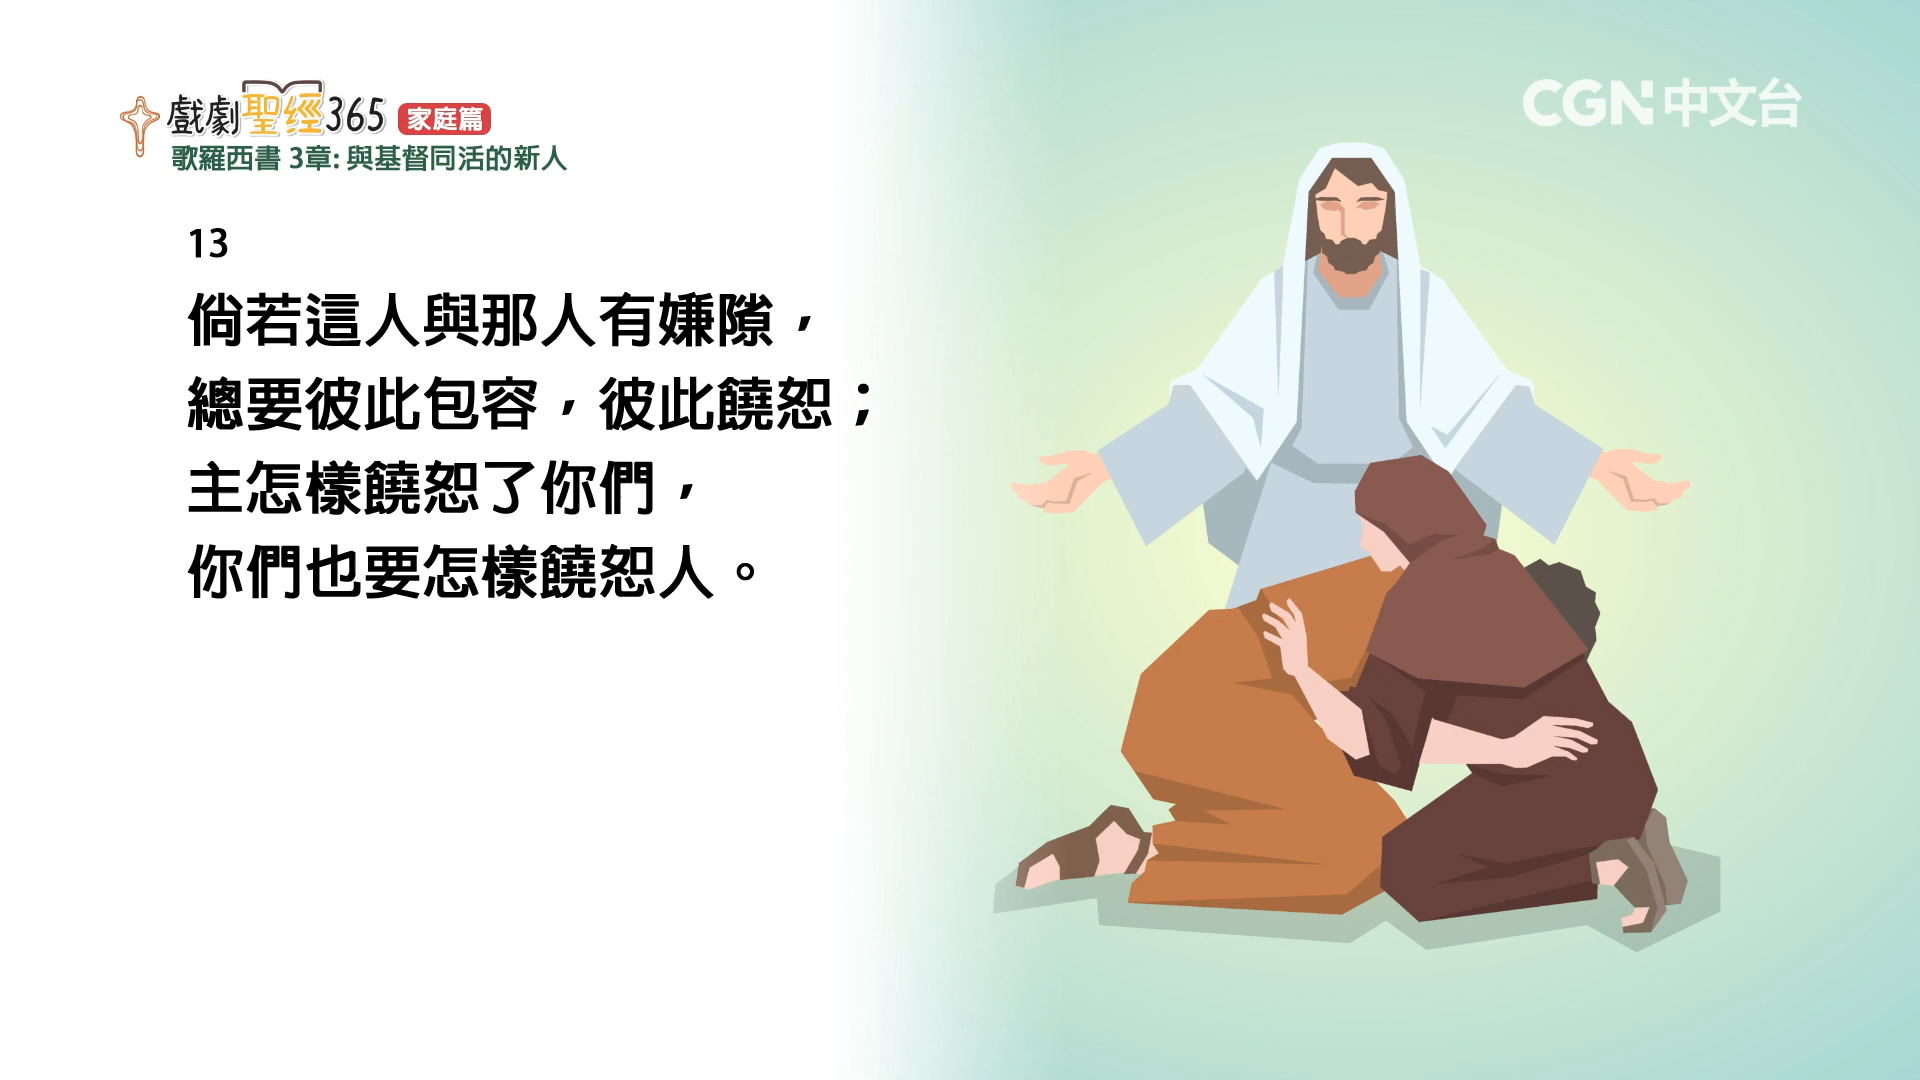 戲劇聖經365 家庭篇
CGN 中文台
歌羅西書 3章: 與基督同活的新人
13
倘若這人與那人有嫌隙，
總要彼此包容，彼此饒恕；
主怎樣饒恕了你們，
你們也要怎樣饒恕人。